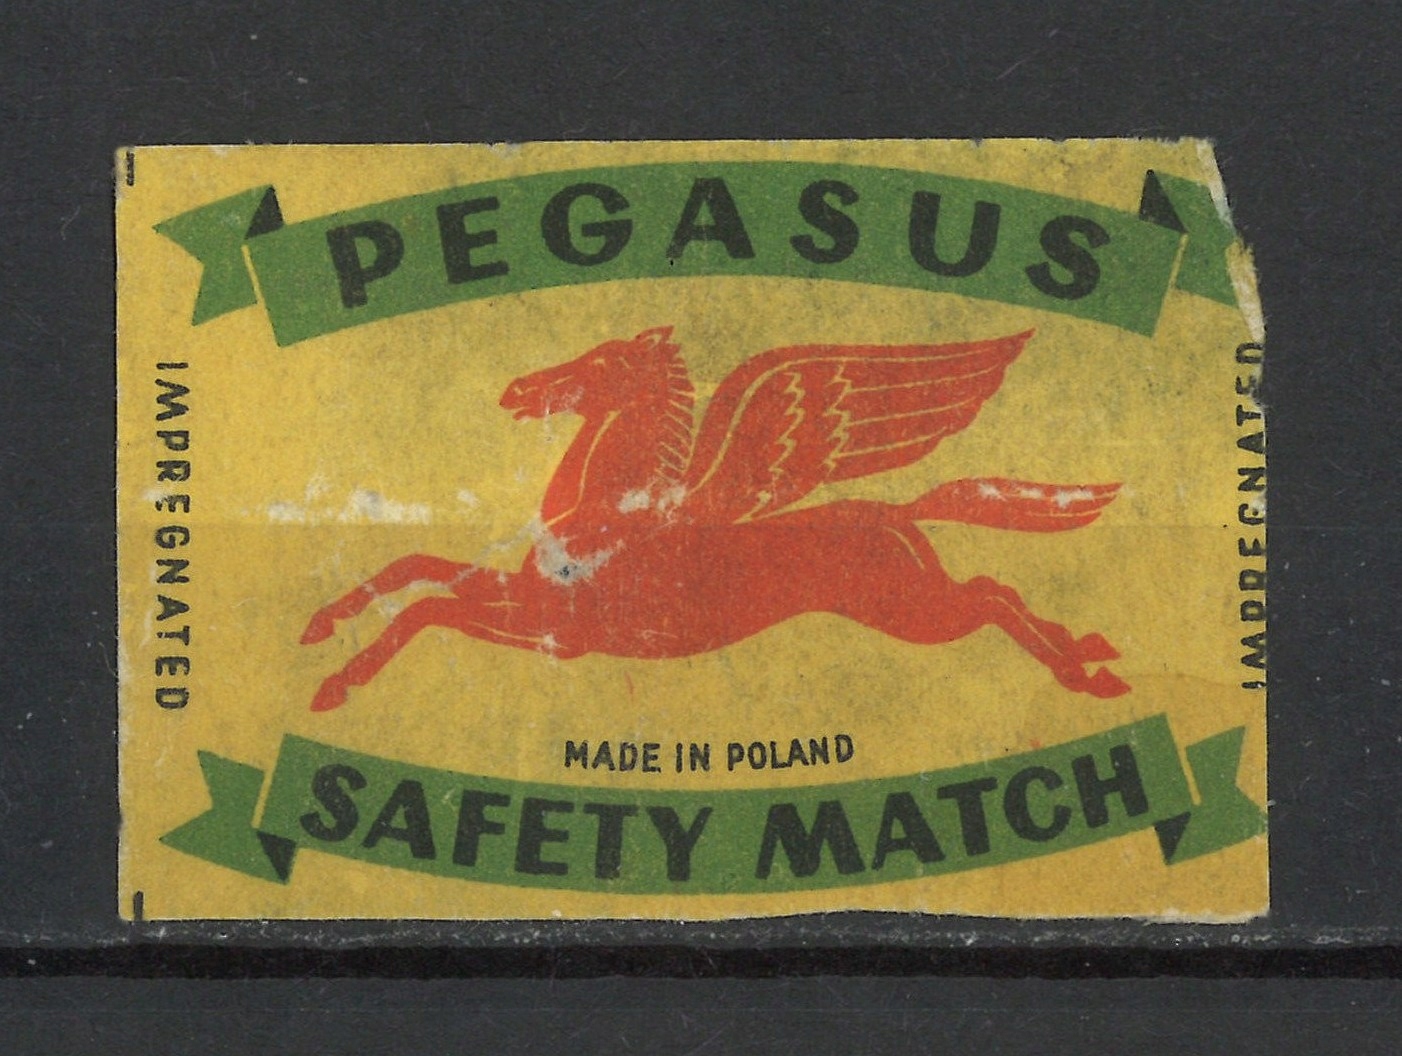 PEGASUS
IMPREGNATED
IMPREGNATED
MADE IN POLAND
SAFETY MATCH